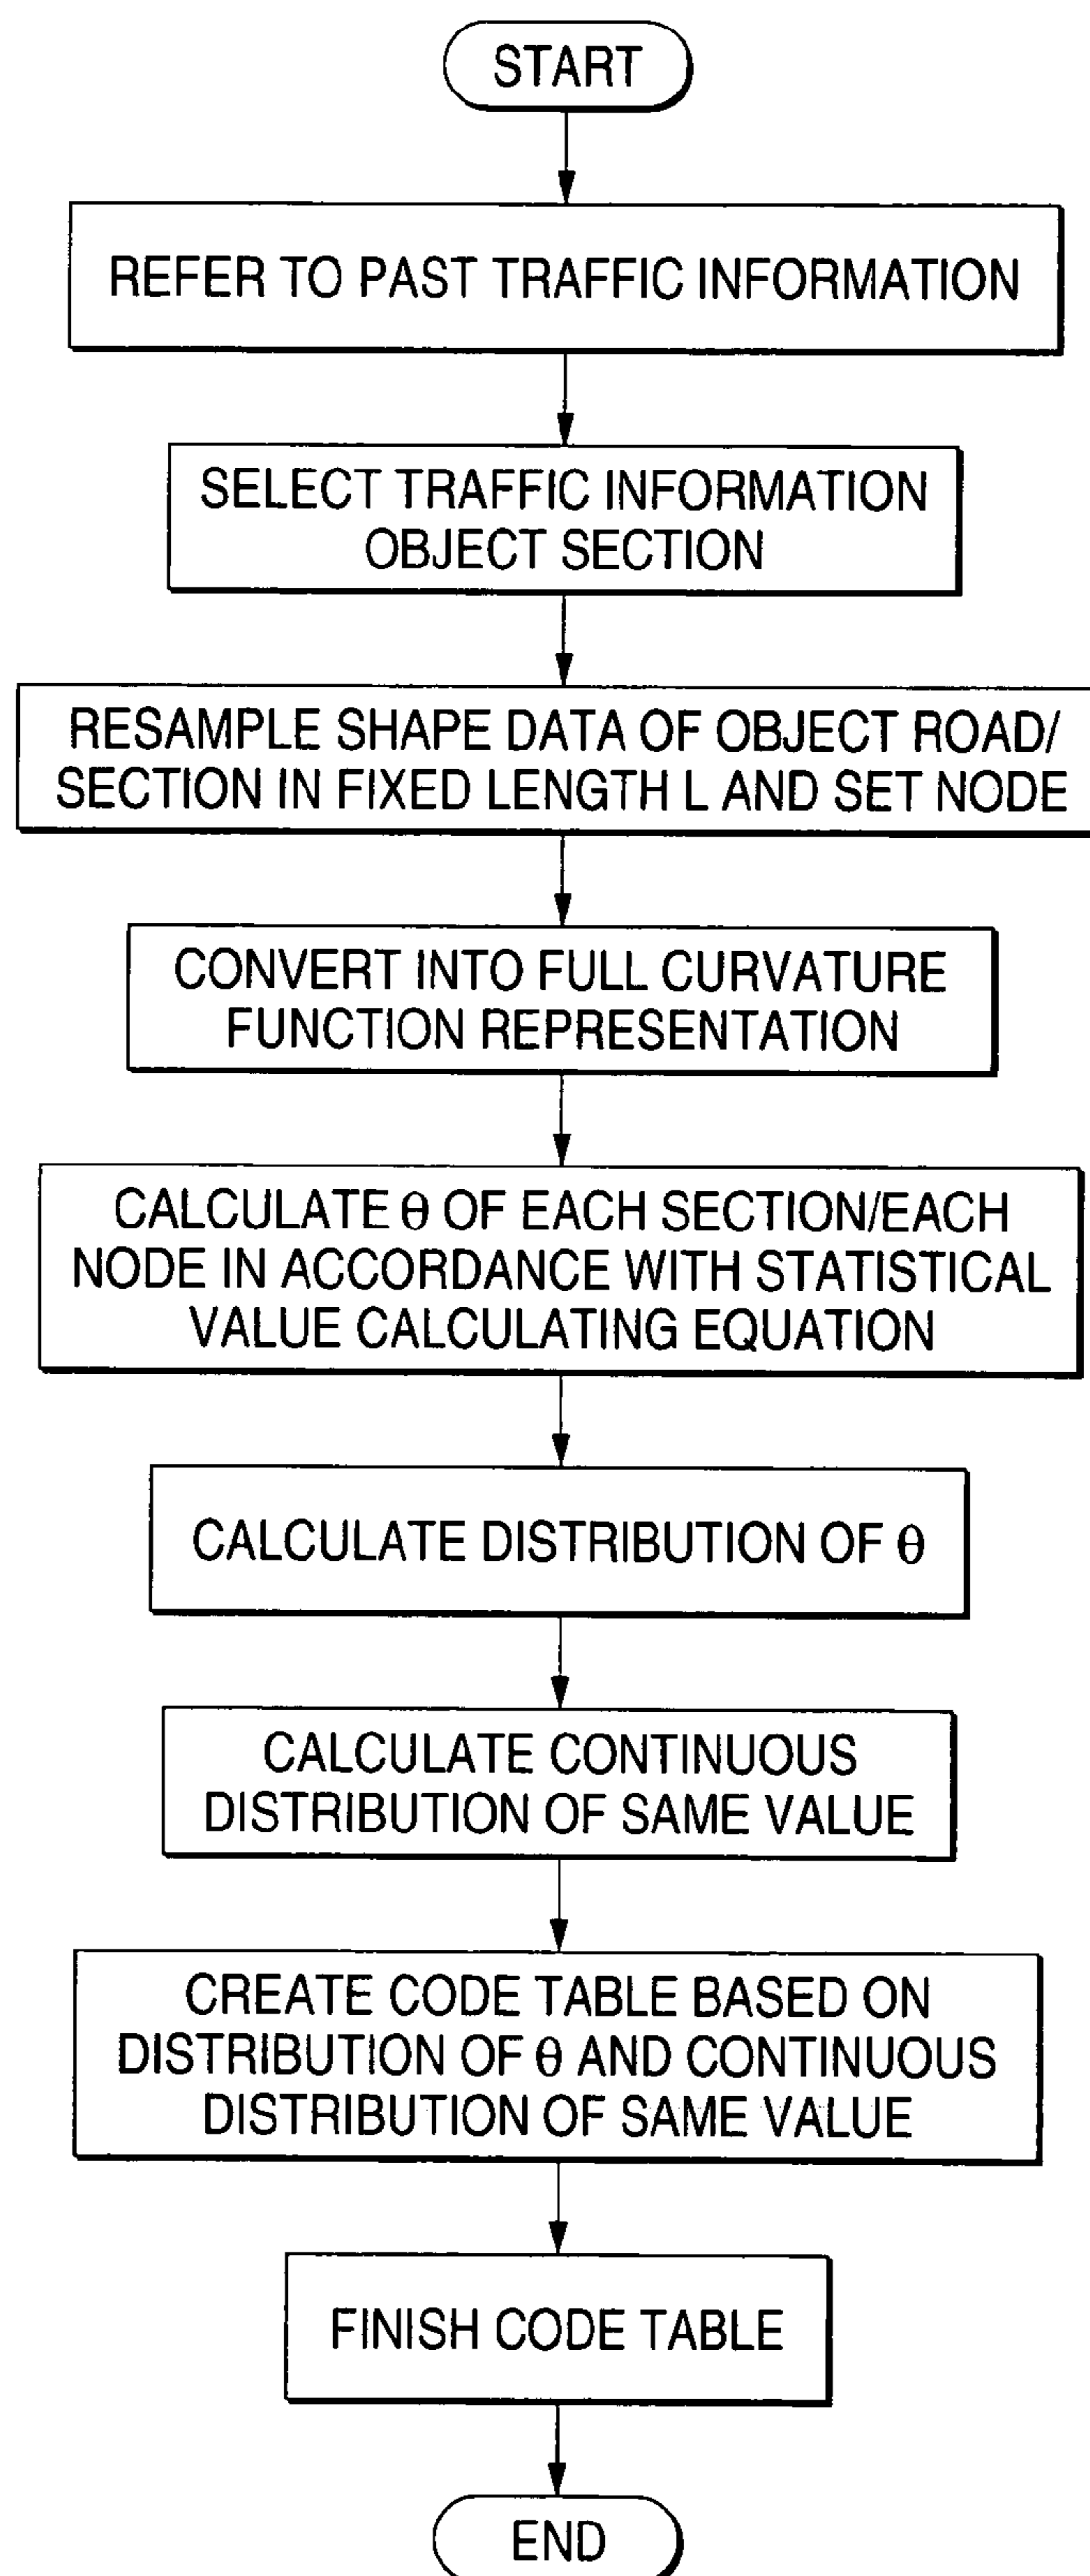 START
REFER TO PAST TRAFFIC INFORMATION
SELECT TRAFFIC INFORMATION
OBJECT SECTION
RESAMPLE SHAPE DATA OF OBJECT ROAD/
SECTION IN FIXED LENGTH L AND SET NODE
CONVERT INTO FULL CURVATURE
FUNCTION REPRESENTATION
CALCULATE θ OF EACH SECTION/EACH
NODE IN ACCORDANCE WITH STATISTICAL
VALUE CALCULATING EQUATION
CALCULATE DISTRIBUTION OF θ
CALCULATE CONTINUOUS
DISTRIBUTION OF SAME VALUE
CREATE CODE TABLE BASED ON
DISTRIBUTION OF θ AND CONTINUOUS
DISTRIBUTION OF SAME VALUE
FINISH CODE TABLE
END